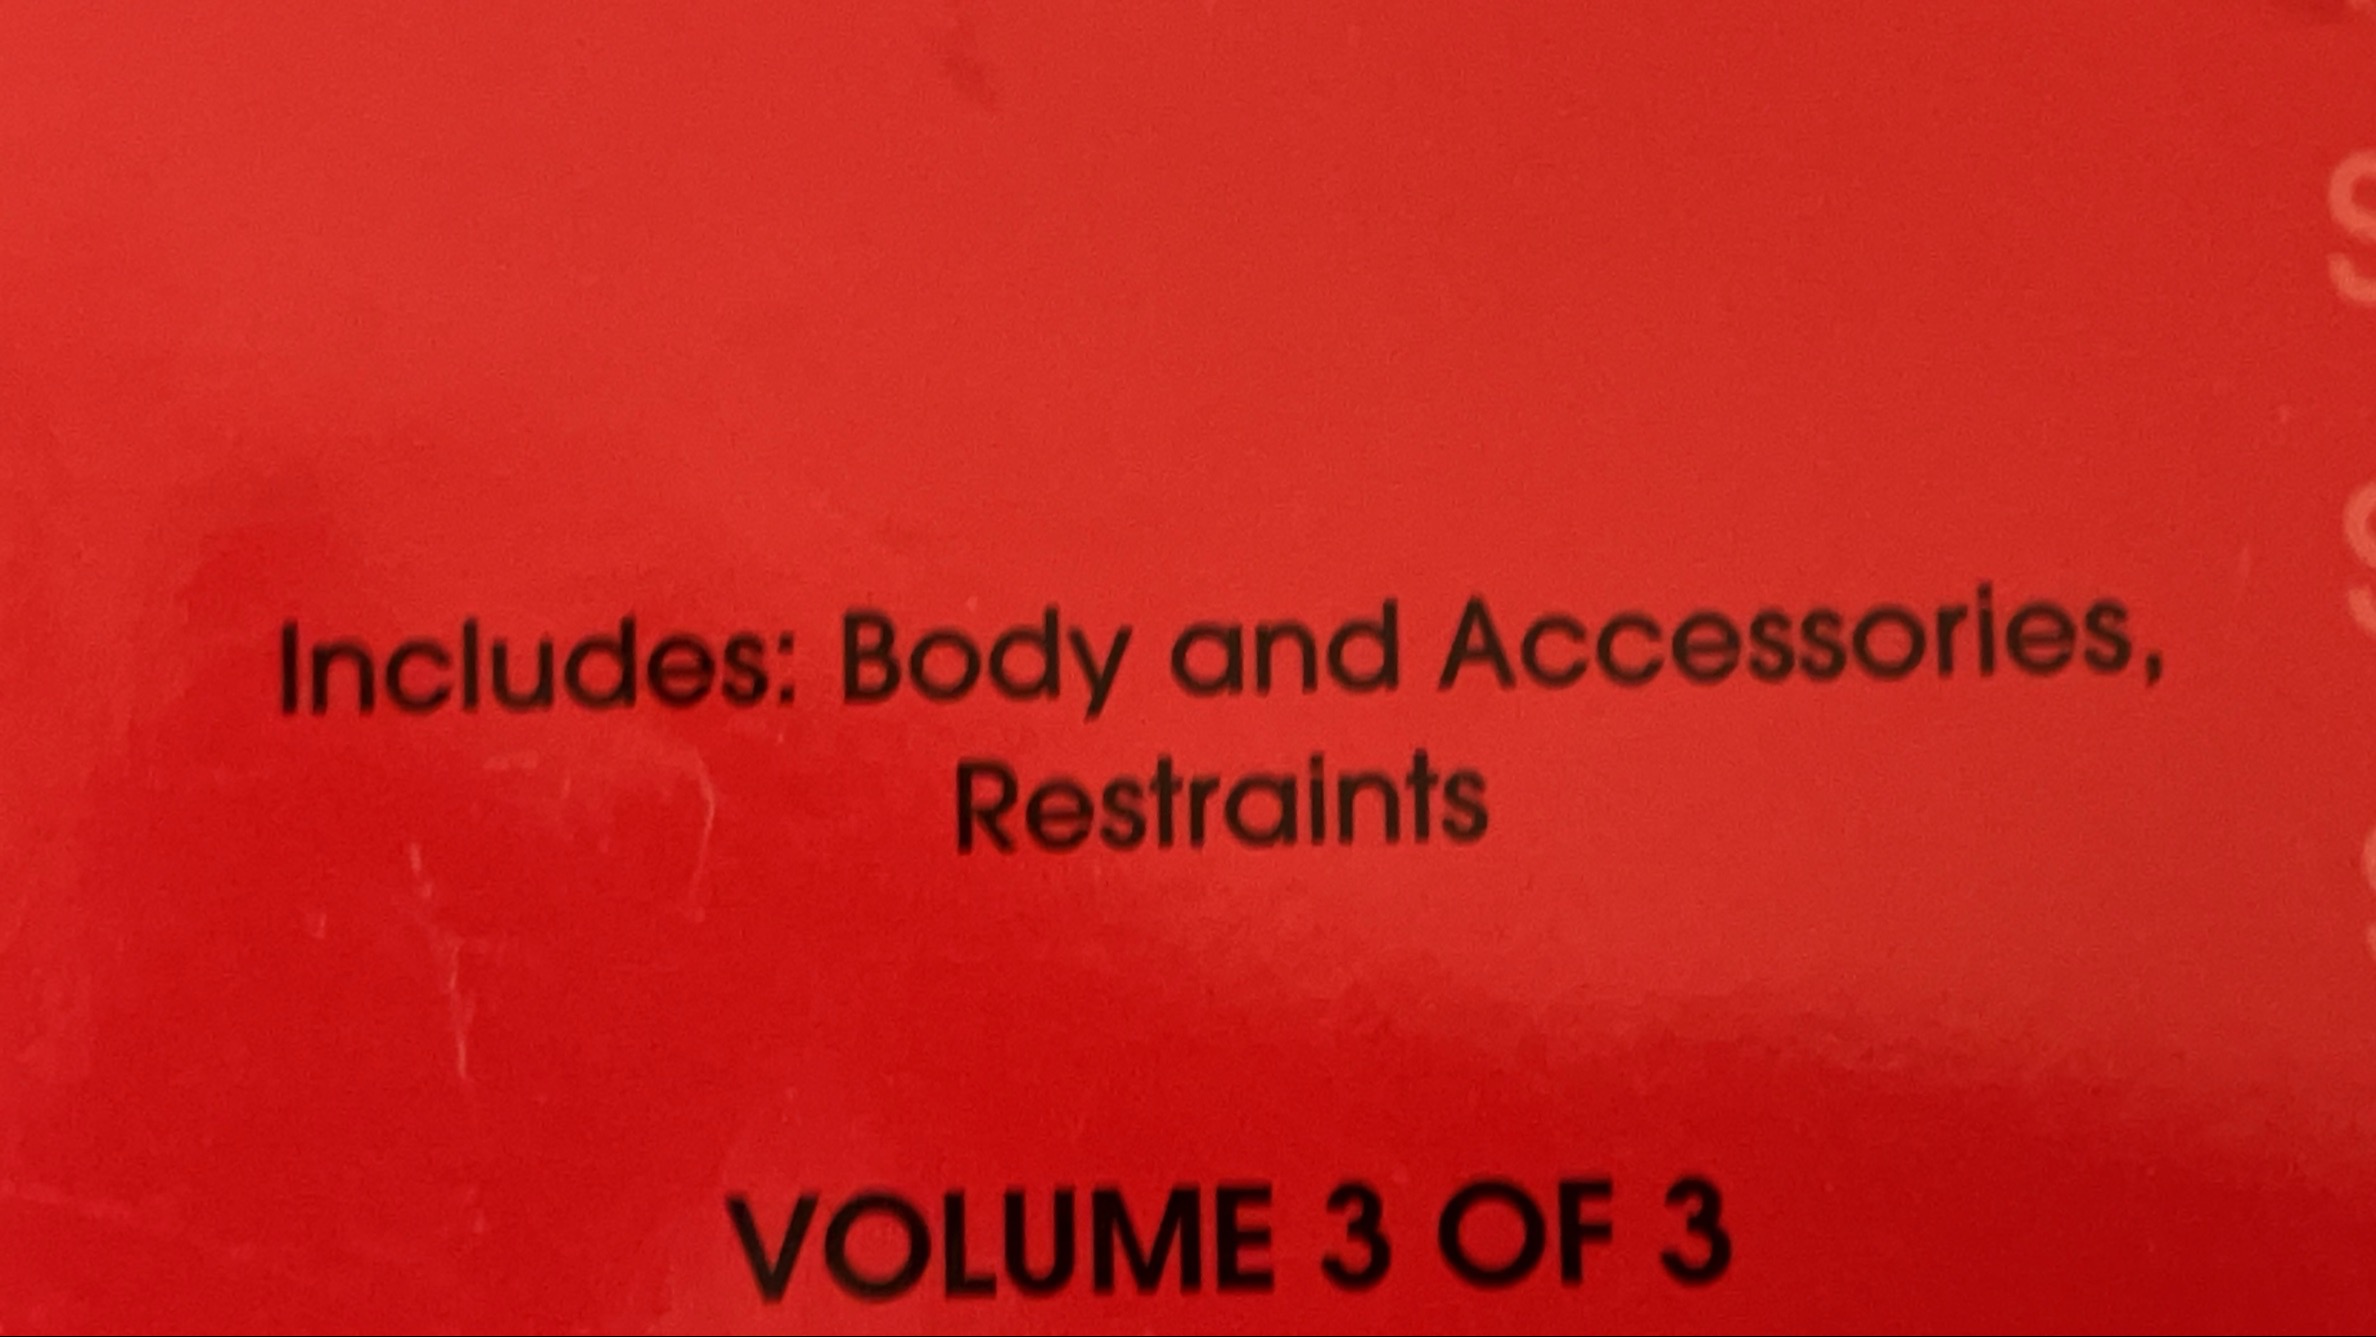 Includes: Body and Accessories,
Restraints
VOLUME 3 OF 3